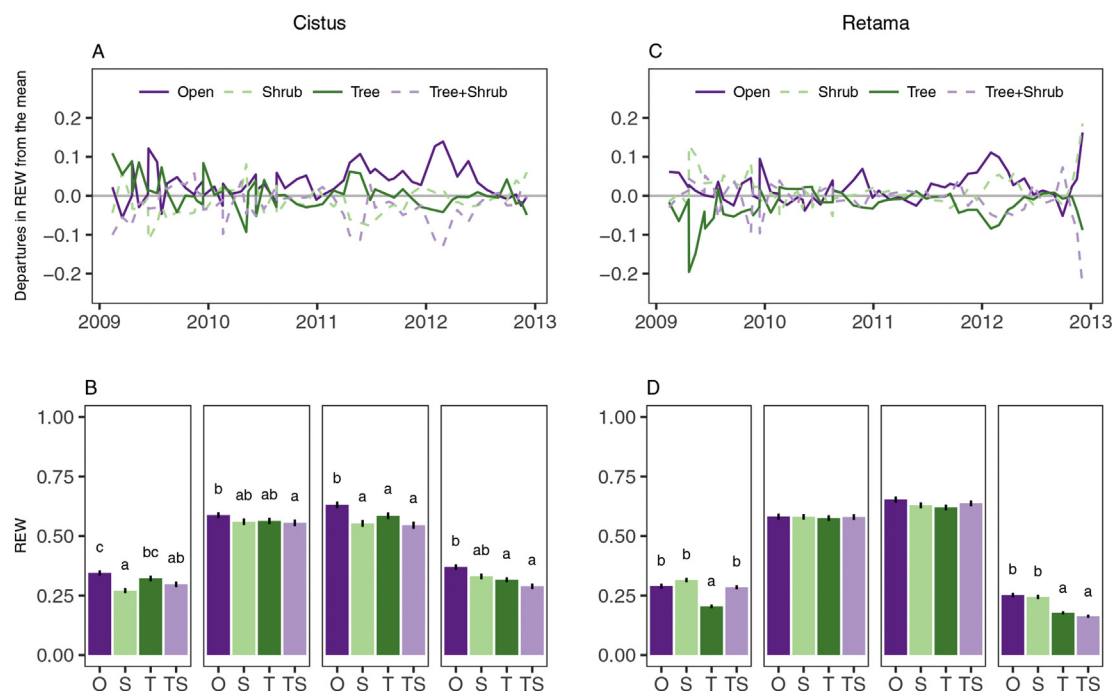 Cistus
Retama
A
C
Departures in REW from the mean
Open Shrub Tree Tree+Shrub
Open Shrub Tree Tree+Shrub
0.2
0.1
0.0
−0.1
−0.2
0.2
0.1
0.0
−0.1
−0.2
2009 2010 2011 2012 2013
2009 2010 2011 2012 2013
B
D
REW
1.00
0.75
0.50
0.25
0.00
c a bc ab
b ab ab a
b a a a
b ab a a
O S T TS O S T TS O S T TS O S T TS
1.00
0.75
0.50
0.25
0.00
b b a b
b b a a
O S T TS O S T TS O S T TS O S T TS